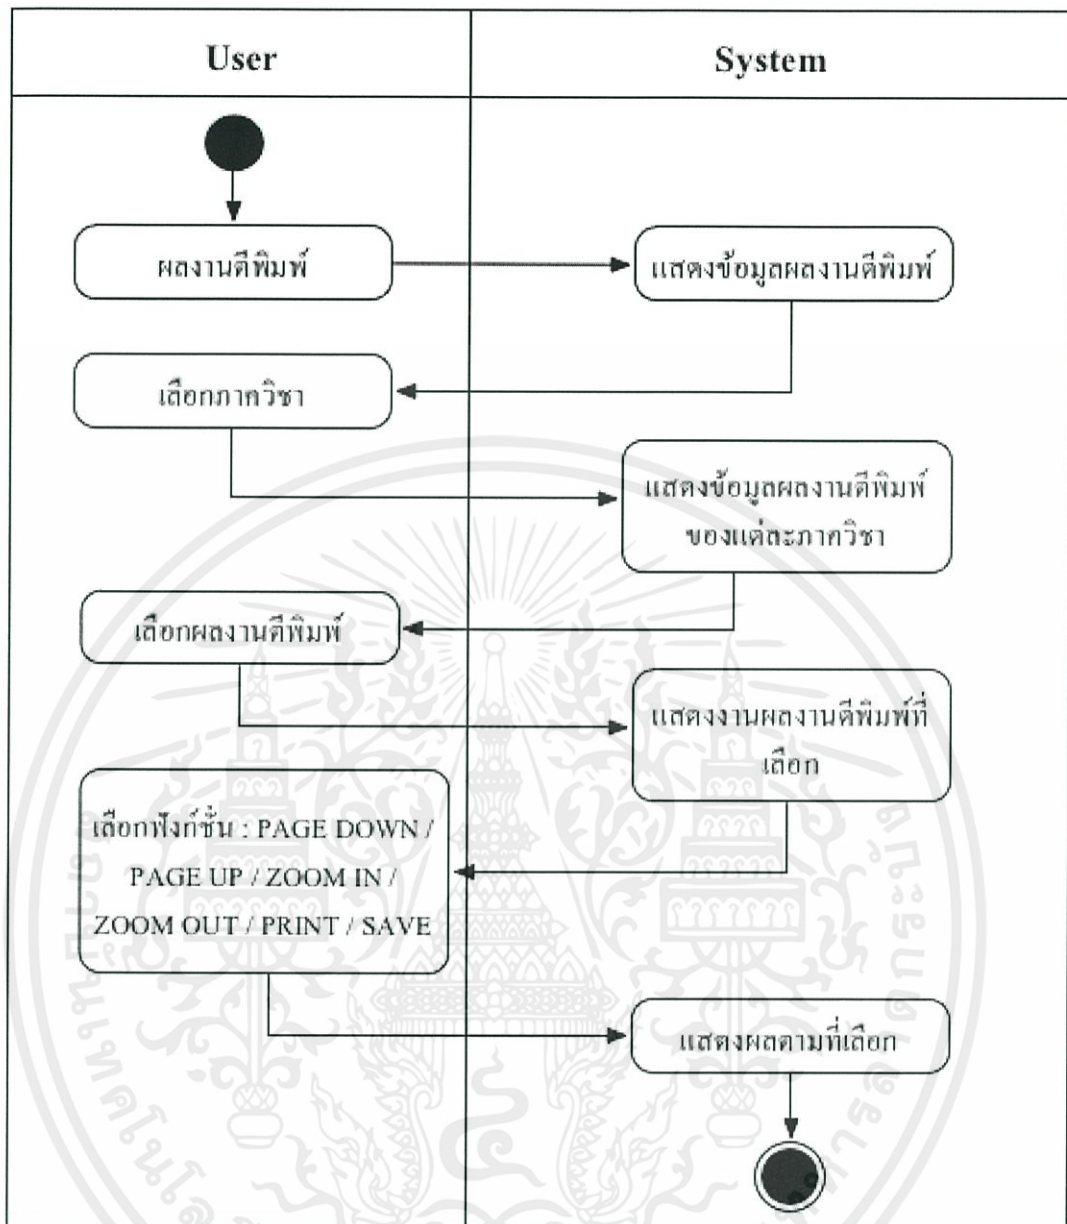 User
System
ผลงานตีพิมพ์
แสดงข้อมูลผลงานตีพิมพ์
เลือกภาควิชา
แสดงข้อมูลผลงานตีพิมพ์
ของแต่ละภาควิชา
เลือกผลงานตีพิมพ์
แสดงงานผลงานตีพิมพ์ที่
เลือก
เลือกฟังก์ชั่น : PAGE DOWN /
PAGE UP / ZOOM IN /
ZOOM OUT / PRINT / SAVE
แสดงผลตามที่เลือก